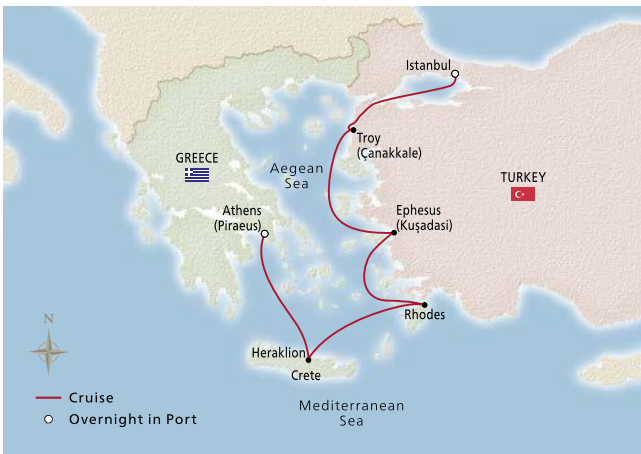 Istanbul
Troy
(Çanakkale)
GREECE
Aegean
Sea
TURKEY
Athens
(Piraeus)
Ephesus
(Kuşadasi)
Rhodes
N
Heraklion
Crete
Cruise
Overnight in Port
Mediterranean
Sea